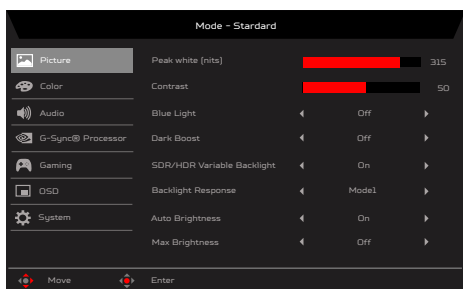 Mode - Stardard
Picture
Peak white (nits)
315
Color
Contrast
50
Audio
Blue Light
Off
G-Sync® Processor
Dark Boost
Off
Gaming
SDR/HDR Variable Backlight
On
OSD
Backlight Response
Mode1
System
Auto Brightness
On
Max Brightness
Off
Move
Enter